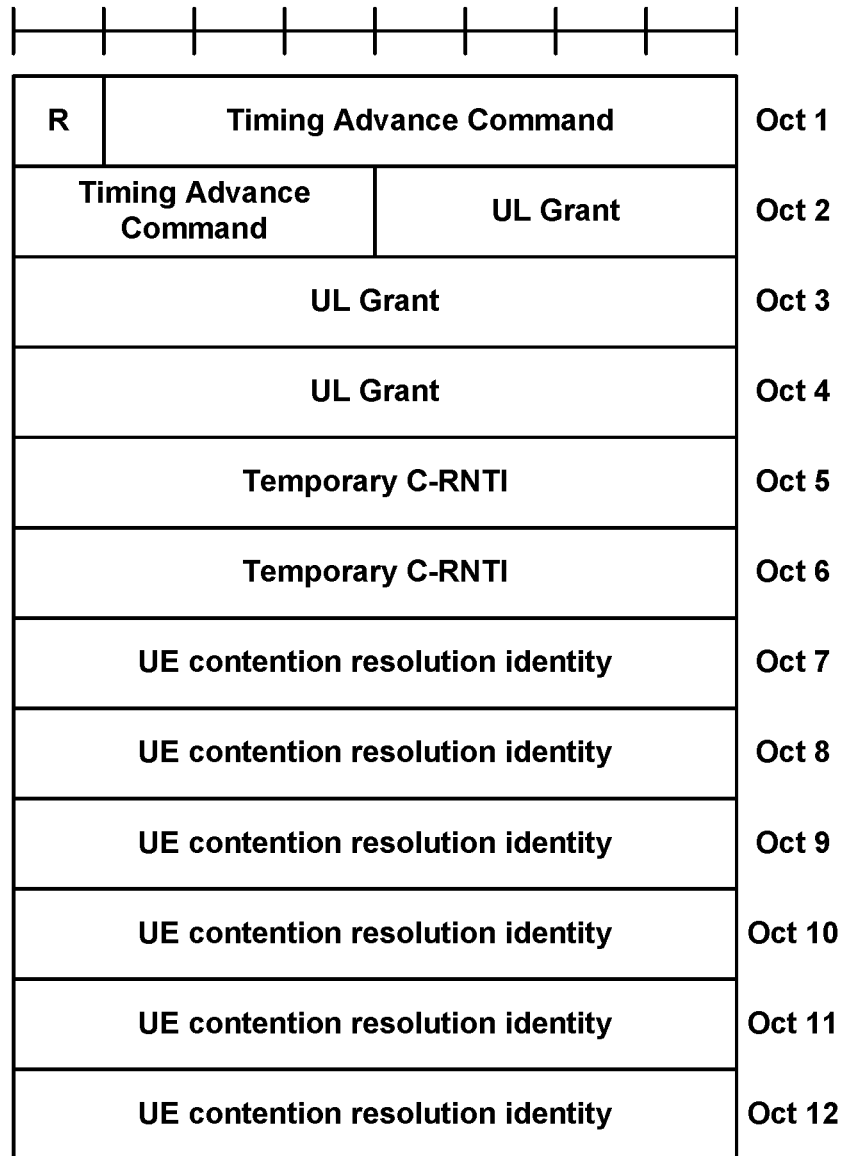 R Timing Advance Command Oct 1
Timing Advance
Command UL Grant Oct 2
UL Grant Oct 3
UL Grant Oct 4
Temporary C-RNTI Oct 5
Temporary C-RNTI Oct 6
UE contention resolution identity Oct 7
UE contention resolution identity Oct 8
UE contention resolution identity Oct 9
UE contention resolution identity Oct 10
UE contention resolution identity Oct 11
UE contention resolution identity Oct 12